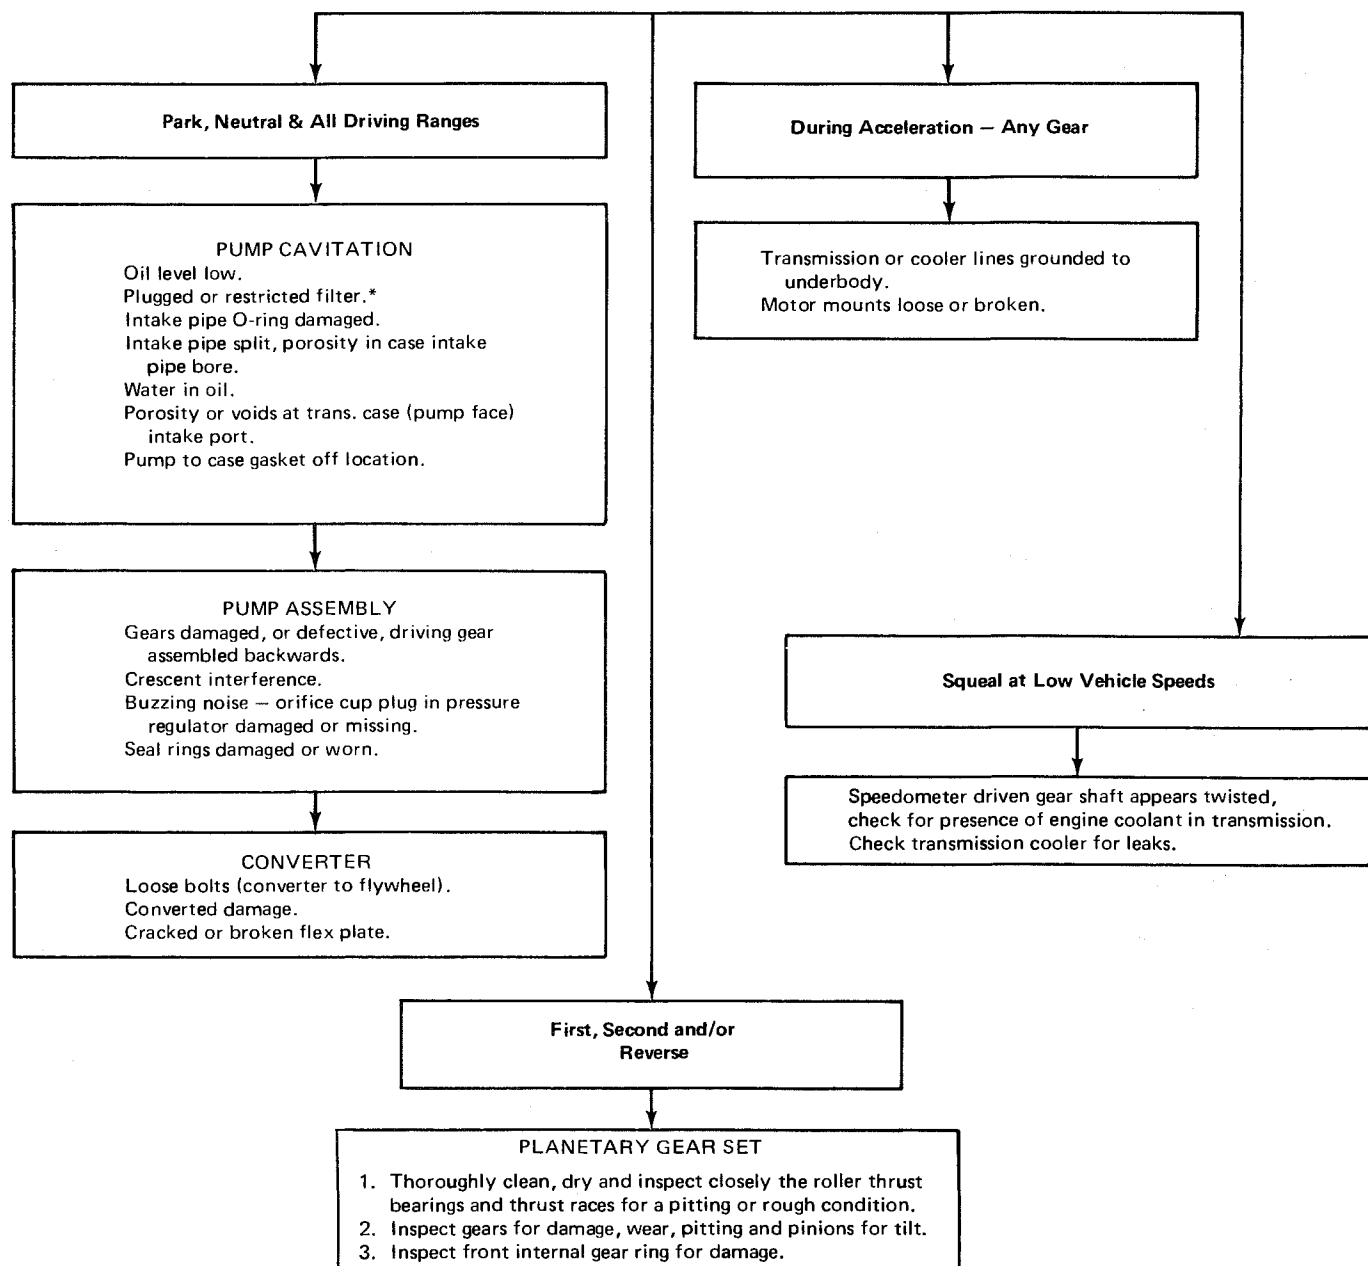 Park, Neutral & All Driving Ranges
PUMP CAVITATION
Oil level low.
Plugged or restricted filter.*
Intake pipe O-ring damaged.
Intake pipe split, porosity in case intake
pipe bore.
Water in oil.
Porosity or voids at trans. case (pump face)
intake port.
Pump to case gasket off location.
PUMP ASSEMBLY
Gears damaged, or defective, driving gear
assembled backwards.
Crescent interference.
Buzzing noise – orifice cup plug in pressure
regulator damaged or missing.
Seal rings damaged or worn.
CONVERTER
Loose bolts (converter to flywheel).
Converted damage.
Cracked or broken flex plate.
First, Second and/or
Reverse
PLANETARY GEAR SET
1. Thoroughly clean, dry and inspect closely the roller thrust
bearings and thrust races for a pitting or rough condition.
2. Inspect gears for damage, wear, pitting and pinions for tilt.
3. Inspect front internal gear ring for damage.
During Acceleration – Any Gear
Transmission or cooler lines grounded to
underbody.
Motor mounts loose or broken.
Squeal at Low Vehicle Speeds
Speedometer driven gear shaft appears twisted,
check for presence of engine coolant in transmission.
Check transmission cooler for leaks.